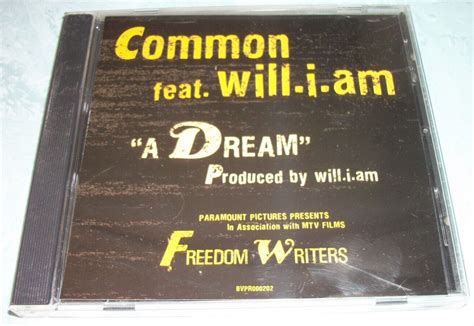 Common
feat. will.i.am
"A DREAM"
Produced by will.i.am
PARAMOUNT PICTURES PRESENTS
In Association with MTV FILMS
FREEDOM WRITERS
BVPR000202